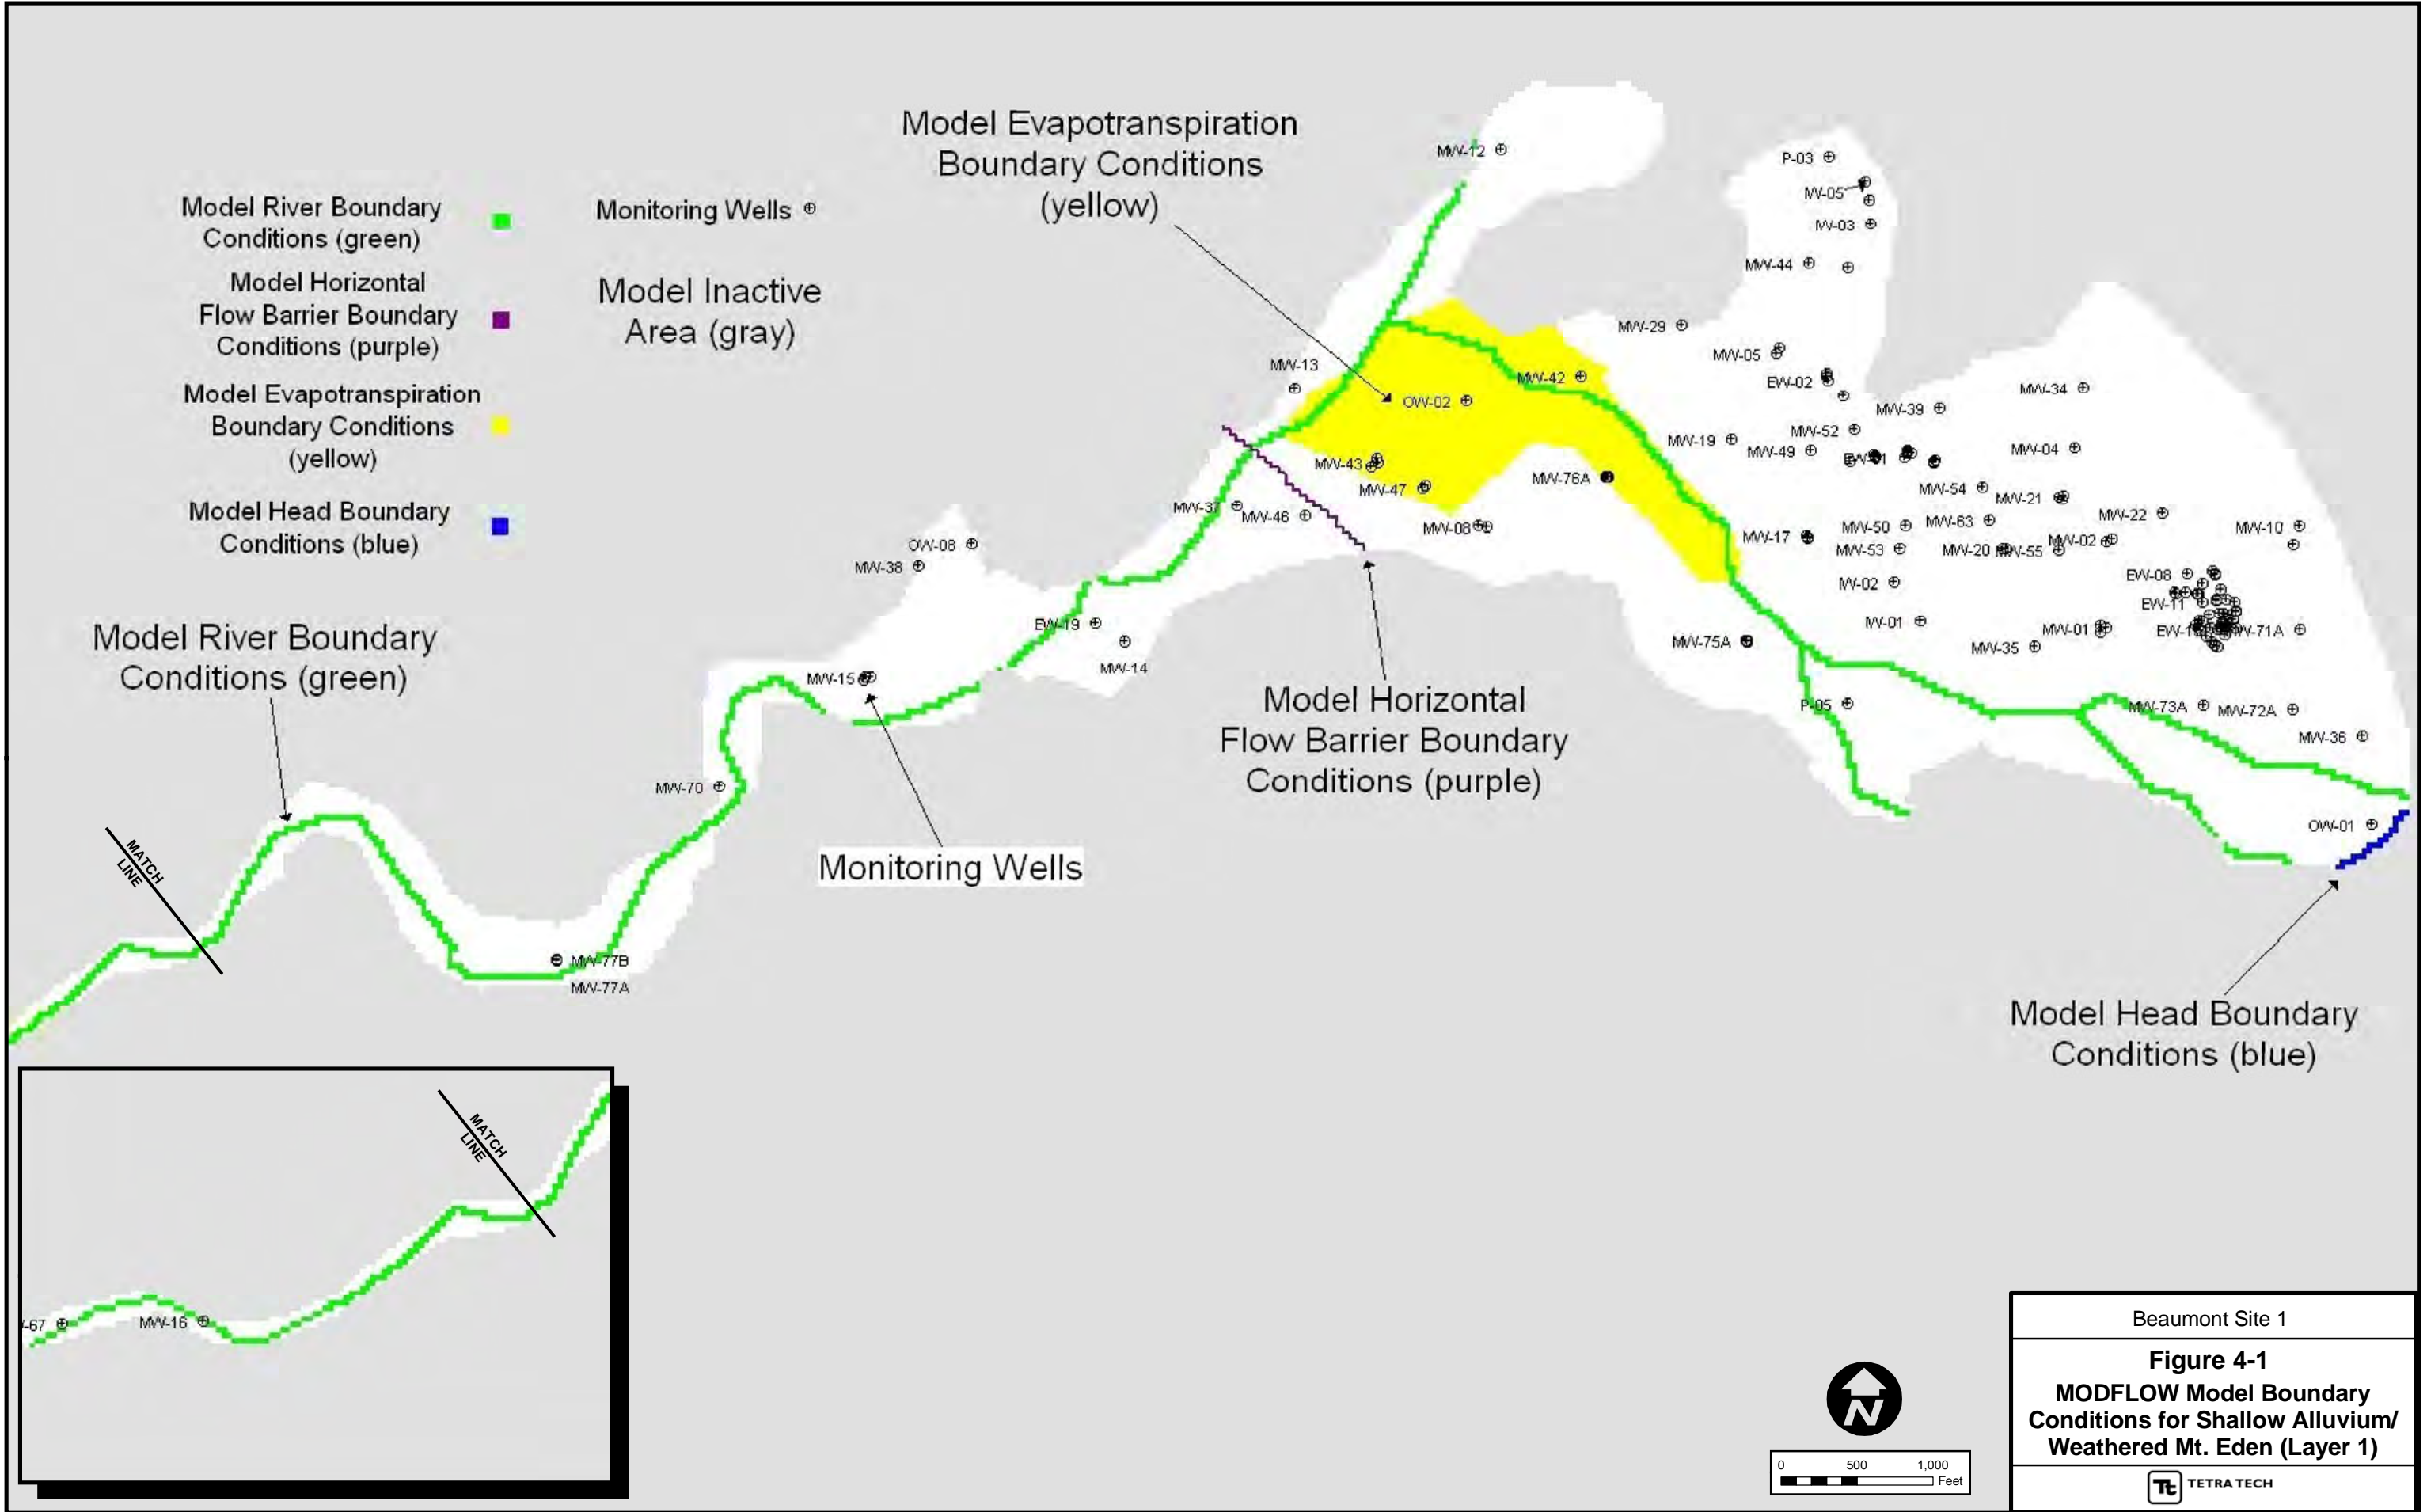 Model Evapotranspiration
Boundary Conditions
(yellow)
Model River Boundary
Conditions (green)
Monitoring Wells
Model Horizontal
Flow Barrier Boundary
Conditions (purple)
Model Inactive
Area (gray)
Model Evapotranspiration
Boundary Conditions
(yellow)
Model Head Boundary
Conditions (blue)
Model River Boundary
Conditions (green)
Model Horizontal
Flow Barrier Boundary
Conditions (purple)
Monitoring Wells
Model Head Boundary
Conditions (blue)
MW-12
P-03
IW-05
IW-03
MW-44
MW-29
MW-05
EW-02
MW-13
MW-42
OW-02
MW-34
MW-39
MW-52
MW-19
MW-49
MW-04
MW-43
MW-47
MW-76A
MW-54
MW-21
MW-37
MW-46
MW-08
MW-17
MW-50
MW-63
MW-22
MW-10
MW-53
MW-20
MW-55
MW-02
OW-08
MW-38
IW-02
EW-08
EW-11
EW-19
IW-01
MW-01
MW-71A
MW-14
MW-75A
MW-35
MW-15
P-05
MW-73A
MW-72A
MW-36
MW-70
OW-01
MW-77B
MW-77A
MATCH
LINE
MATCH
LINE
-67
MW-16
N
0 500 1,000
Feet
Beaumont Site 1
Figure 4-1
MODFLOW Model Boundary
Conditions for Shallow Alluvium/
Weathered Mt. Eden (Layer 1)
Tt TETRA TECH